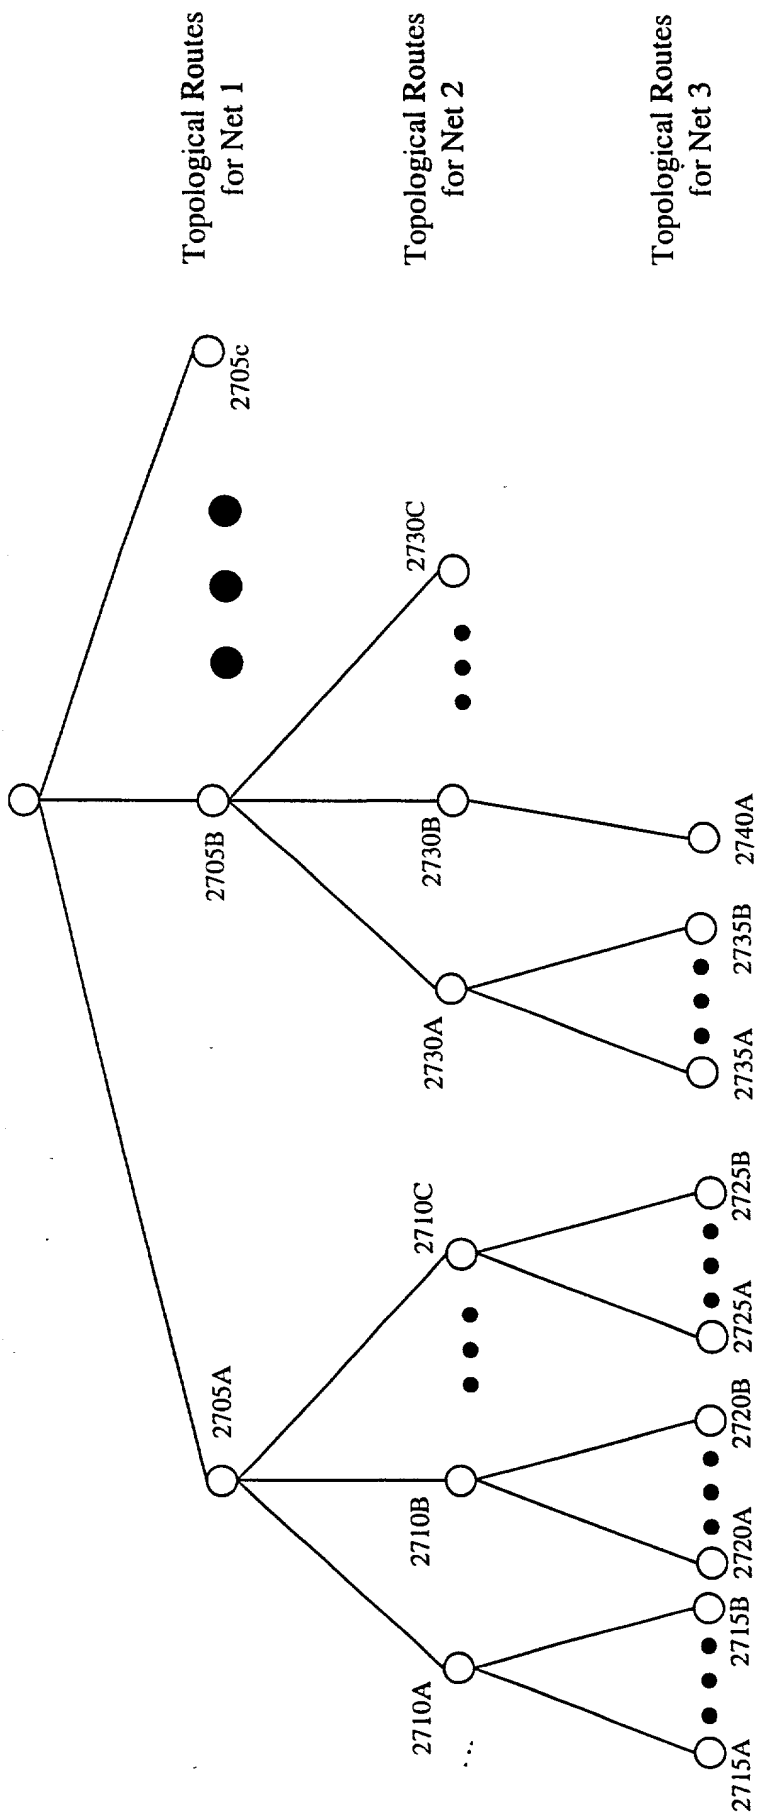 2705A
2705B
2705c
Topological Routes
for Net 1
2710A
2710B
2710C
2730A
2730B
2730C
Topological Routes
for Net 2
2715A
2715B
2720A
2720B
2725A
2725B
2735A
2735B
2740A
Topological Routes
for Net 3